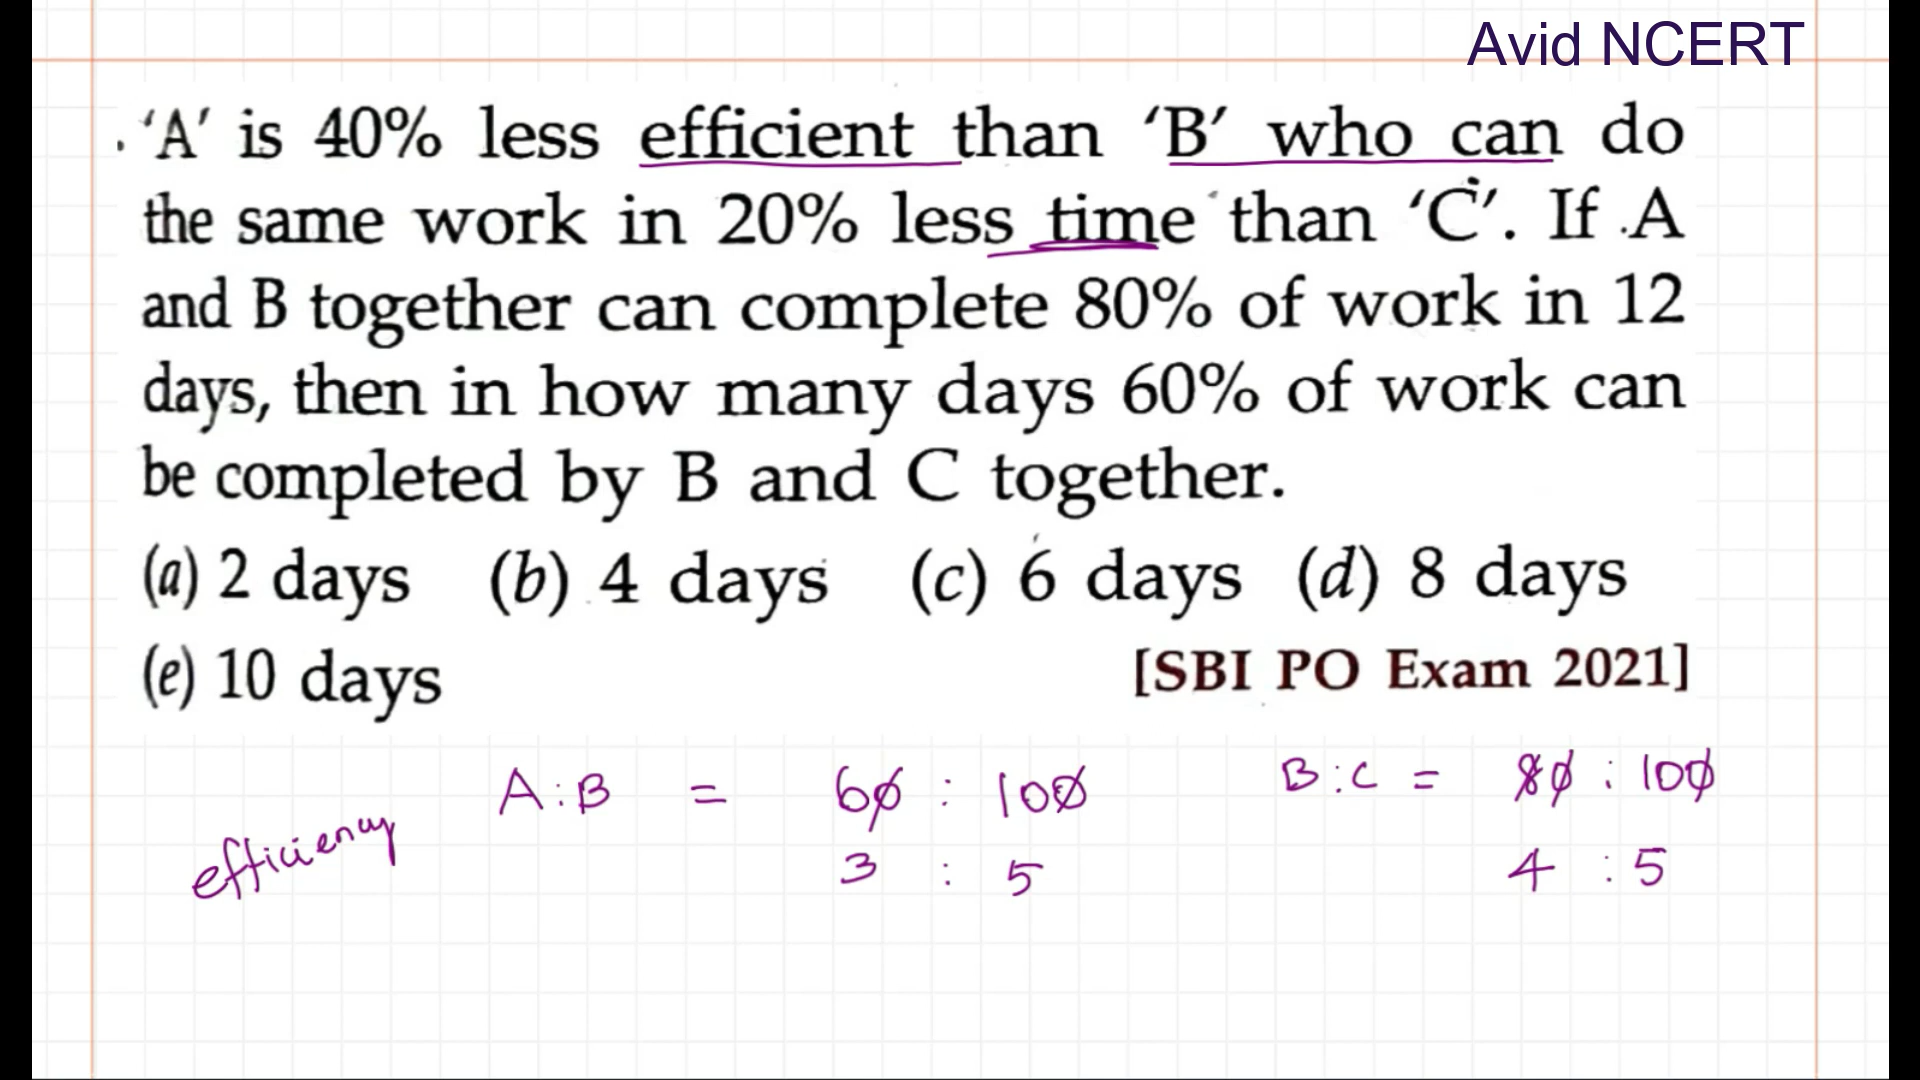 Avid NCERT
‘A’ is 40% less efficient than ‘B’ who can do
the same work in 20% less time than ‘C’. If A
and B together can complete 80% of work in 12
days, then in how many days 60% of work can
be completed by B and C together.
(a) 2 days (b) 4 days (c) 6 days (d) 8 days
(e) 10 days [SBI PO Exam 2021]
A:B = 60 : 100 B:C = 80 : 100
efficiency 3 : 5 4 : 5